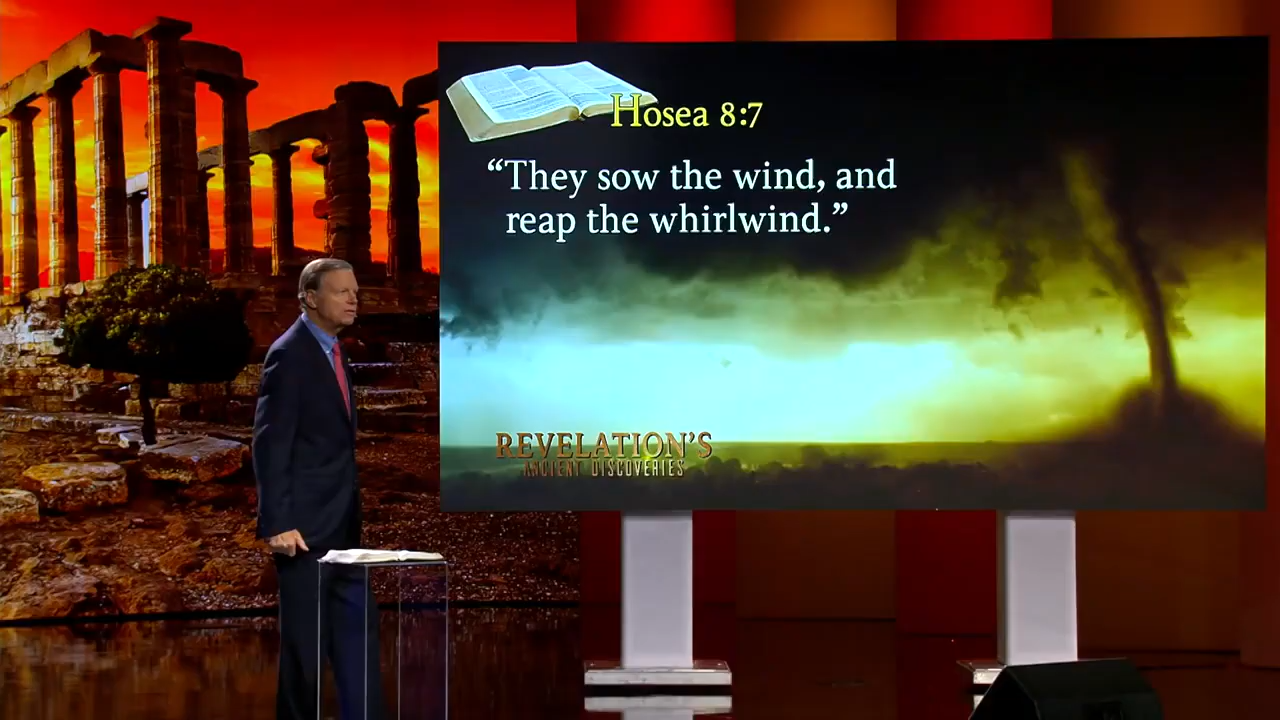 Hosea 8:7
“They sow the wind, and
reap the whirlwind.”
REVELATION'S
ANCIENT DISCOVERIES